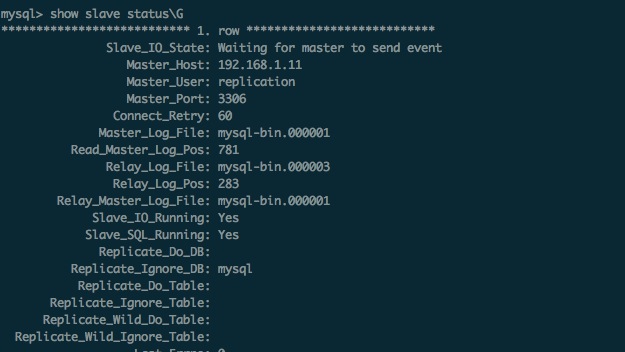 mysql> show slave status\G
*************************** 1. row ***************************
Slave_IO_State: Waiting for master to send event
Master_Host: 192.168.1.11
Master_User: replication
Master_Port: 3306
Connect_Retry: 60
Master_Log_File: mysql-bin.000001
Read_Master_Log_Pos: 781
Relay_Log_File: mysql-relay-bin.000003
Relay_Log_Pos: 283
Relay_Master_Log_File: mysql-bin.000001
Slave_IO_Running: Yes
Slave_SQL_Running: Yes
Replicate_Do_DB:
Replicate_Ignore_DB: mysql
Replicate_Do_Table:
Replicate_Ignore_Table:
Replicate_Wild_Do_Table:
Replicate_Wild_Ignore_Table: